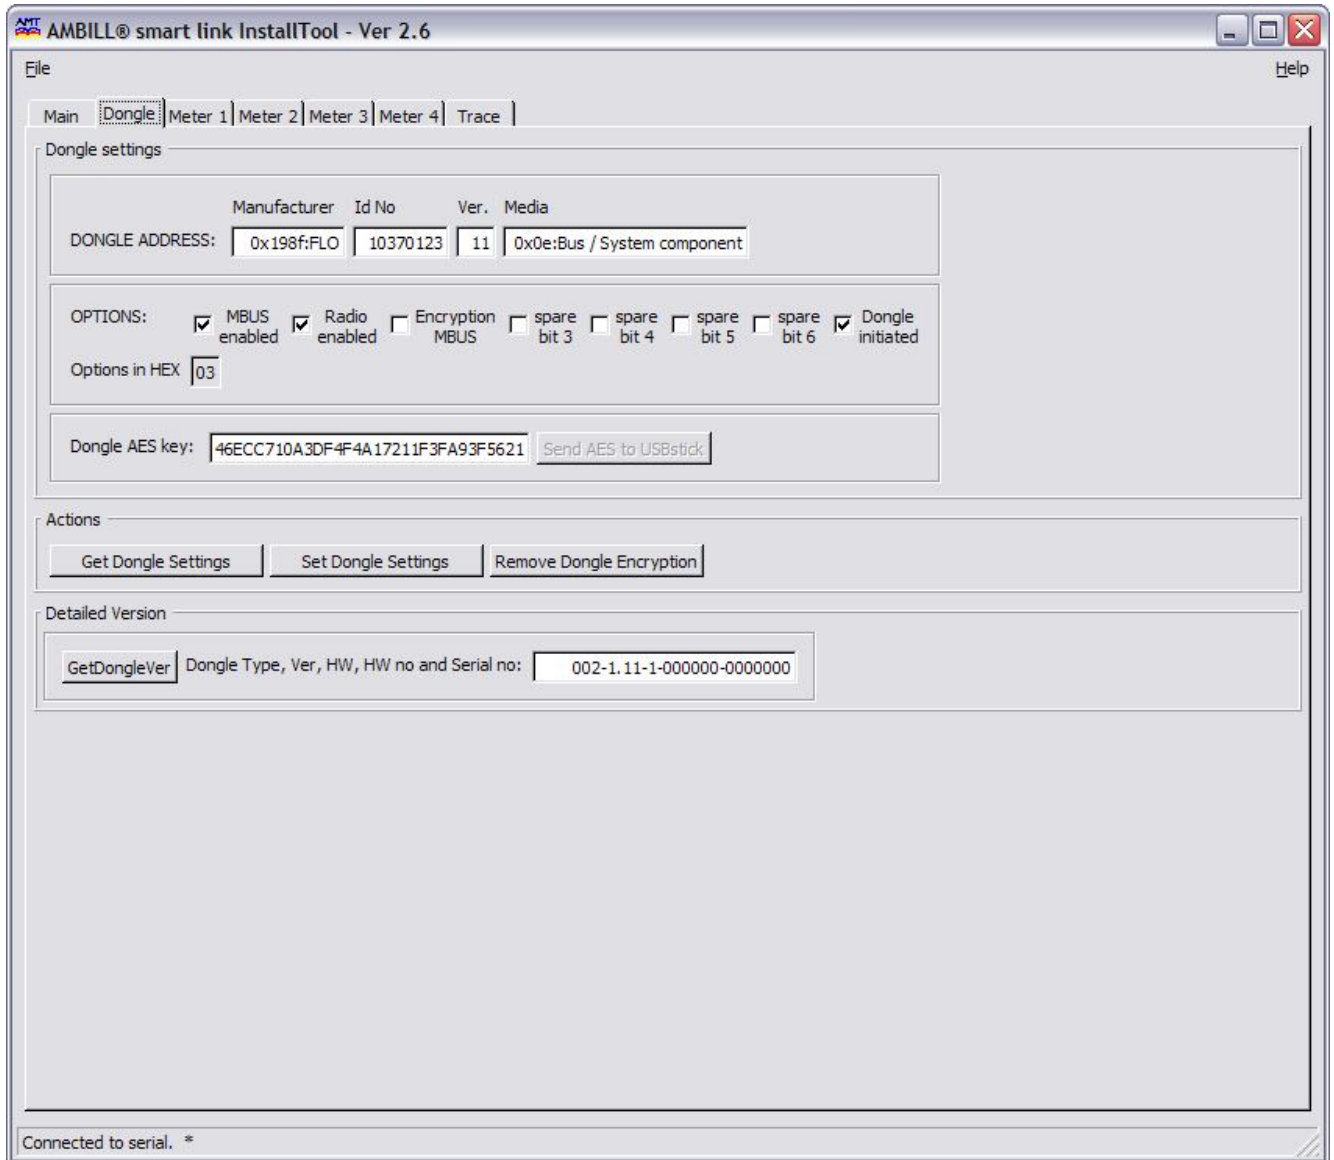 AMT
AMBILL® smart link InstallTool - Ver 2.6
File Help
Main Dongle Meter 1 Meter 2 Meter 3 Meter 4 Trace
Dongle settings
Manufacturer Id No Ver. Media
DONGLE ADDRESS: 0x198f:FLO 10370123 11 0x0e:Bus / System component
OPTIONS: MBUS enabled Radio enabled Encryption MBUS spare bit 3 spare bit 4 spare bit 5 spare bit 6 Dongle initiated
Options in HEX 03
Dongle AES key: 46ECC710A3DF4F4A17211F3FA93F5621 Send AES to USBstick
Actions
Get Dongle Settings Set Dongle Settings Remove Dongle Encryption
Detailed Version
GetDongleVer Dongle Type, Ver, HW, HW no and Serial no: 002-1.11-1-000000-0000000
Connected to serial. *